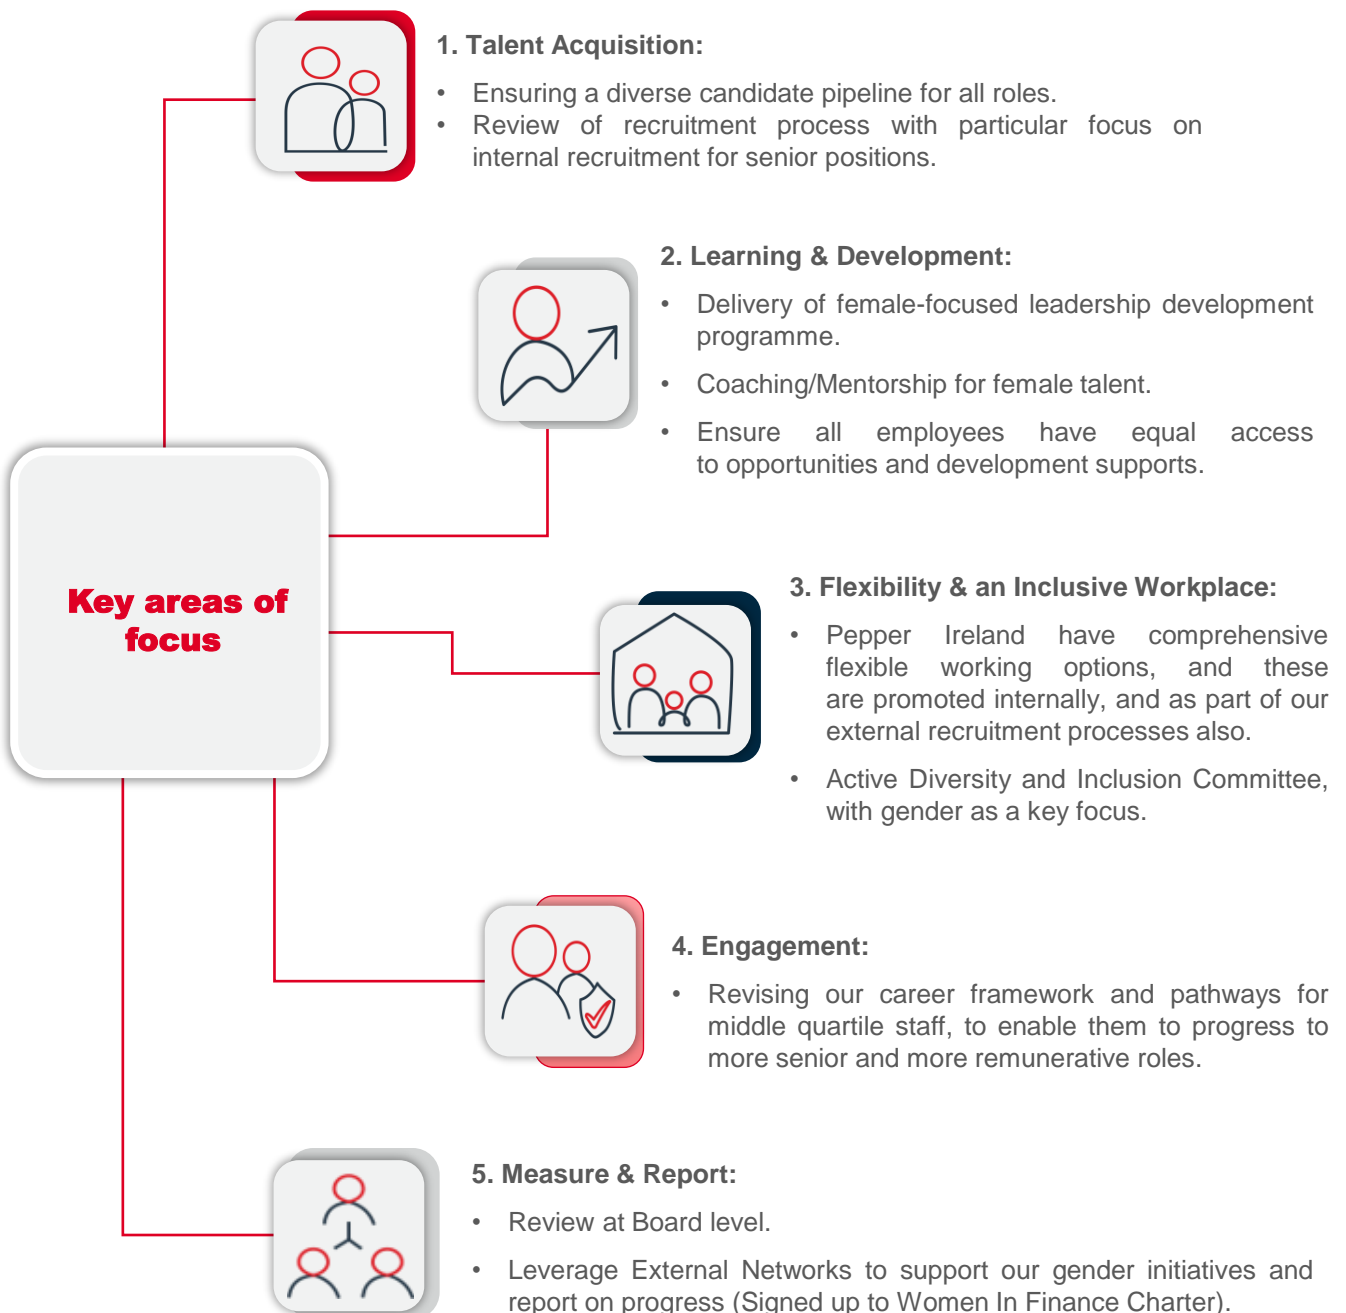 1. Talent Acquisition:
• Ensuring a diverse candidate pipeline for all roles.
• Review of recruitment process with particular focus on
internal recruitment for senior positions.
2. Learning & Development:
• Delivery of female-focused leadership development
programme.
• Coaching/Mentorship for female talent.
• Ensure all employees have equal access
to opportunities and development supports.
Key areas of
focus
3. Flexibility & an Inclusive Workplace:
• Pepper Ireland have comprehensive
flexible working options, and these
are promoted internally, and as part of our
external recruitment processes also.
• Active Diversity and Inclusion Committee,
with gender as a key focus.
4. Engagement:
• Revising our career framework and pathways for
middle quartile staff, to enable them to progress to
more senior and more remunerative roles.
5. Measure & Report:
• Review at Board level.
• Leverage External Networks to support our gender initiatives and
report on progress (Signed up to Women In Finance Charter).